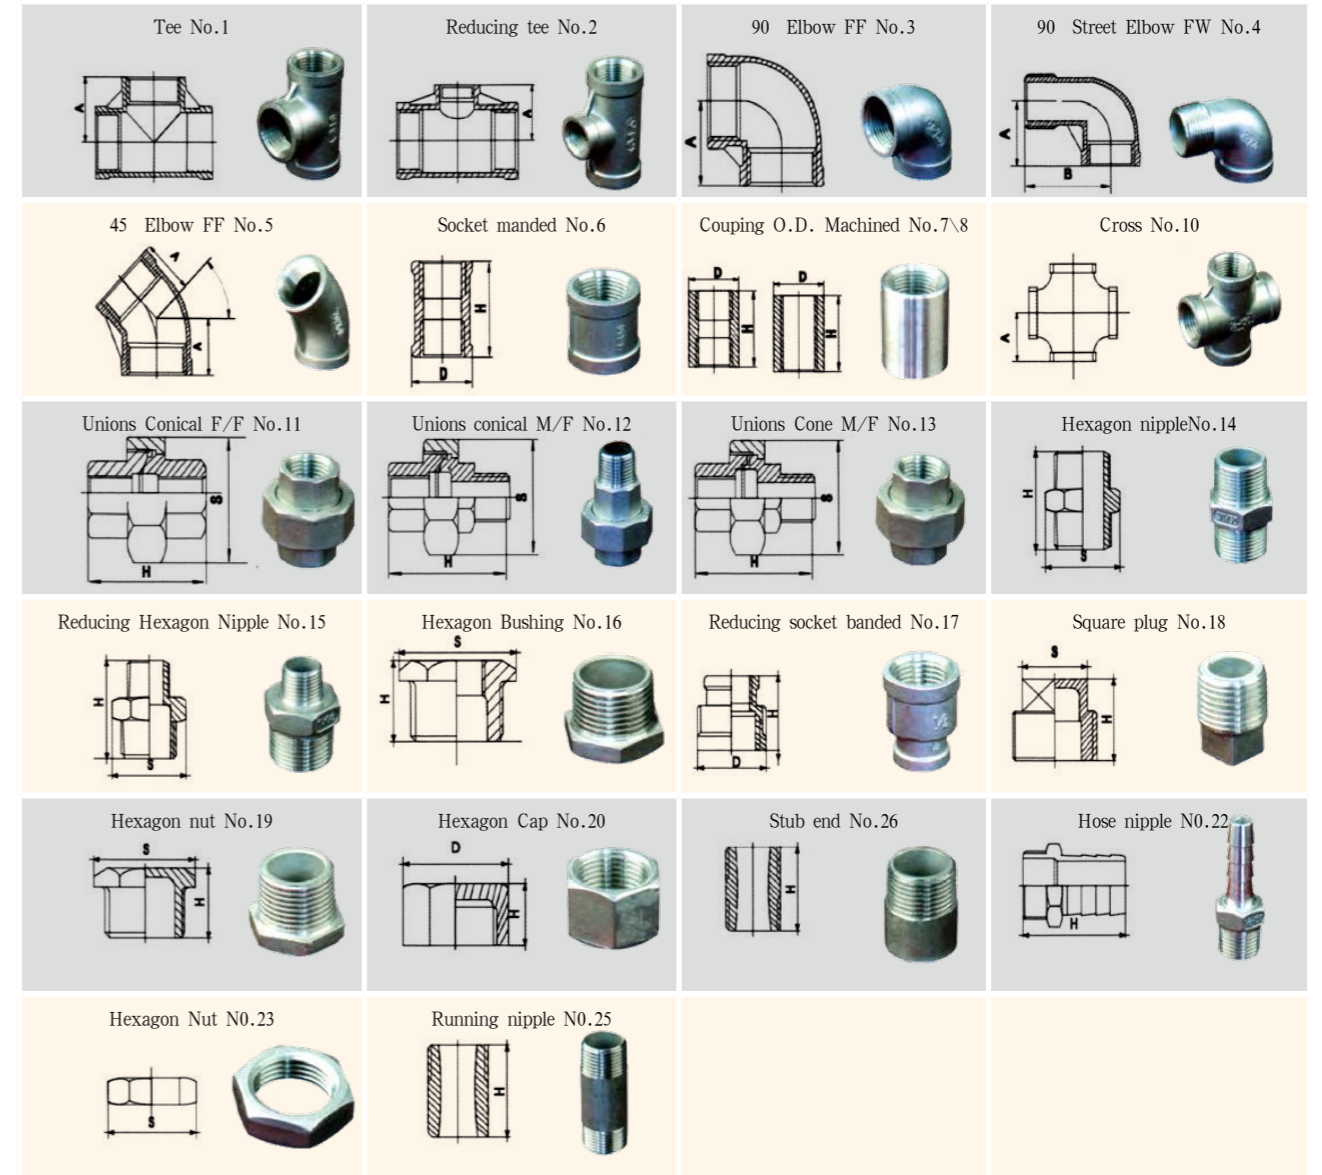 Tee No.1
Reducing tee No.2
90 Elbow FF No.3
90 Street Elbow FW No.4
A
A
A
A
B
45 Elbow FF No.5
Socket manded No.6
Couping O.D. Machined No.7\8
Cross No.10
A
A
H
D
D
H
D
H
A
Unions Conical F/F No.11
Unions conical M/F No.12
Unions Cone M/F No.13
Hexagon nippleNo.14
S
H
S
H
S
H
H
S
Reducing Hexagon Nipple No.15
Hexagon Bushing No.16
Reducing socket banded No.17
Square plug No.18
H
S
S
H
H
D
S
H
Hexagon nut No.19
Hexagon Cap No.20
Stub end No.26
Hose nipple N0.22
S
H
D
H
H
H
Hexagon Nut N0.23
Running nipple N0.25
S
H